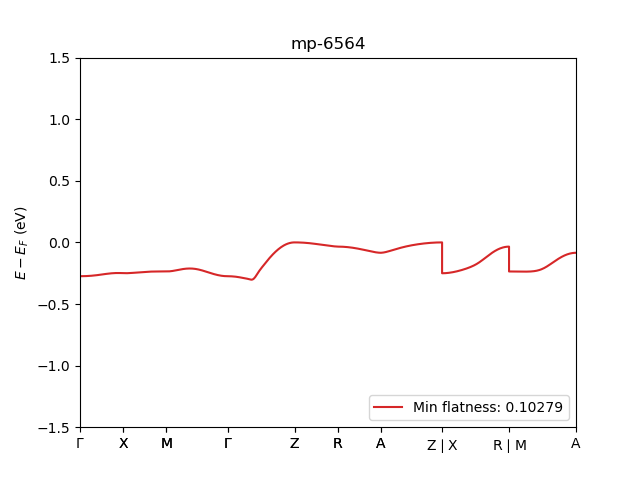 mp-6564
1.5
1.0
0.5
0.0
−0.5
−1.0
−1.5
E − E_F (eV)
Min flatness: 0.10279
Γ X M Γ Z R A Z | X R | M A